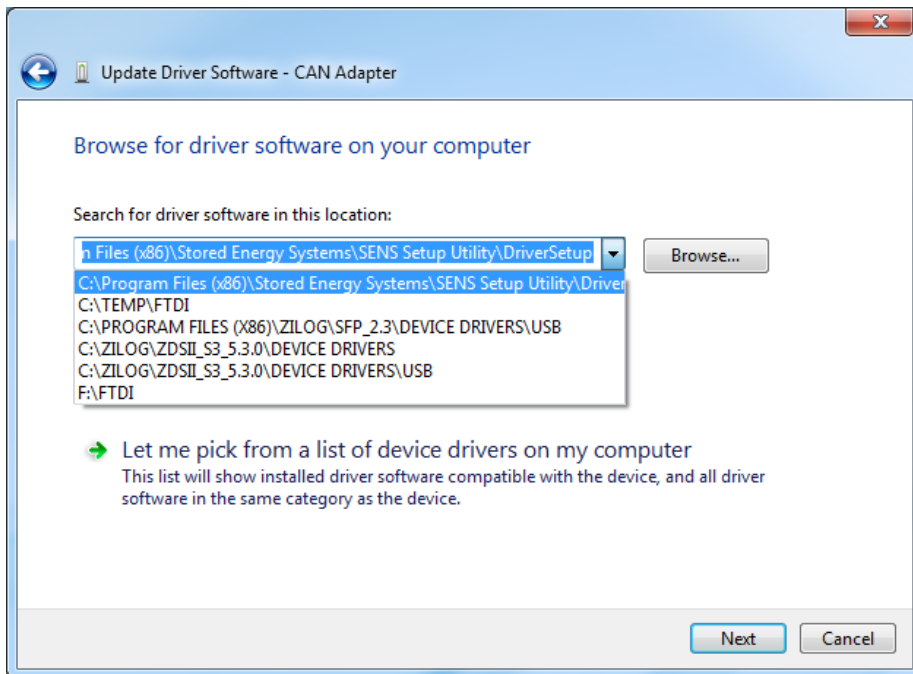 Update Driver Software - CAN Adapter
Browse for driver software on your computer
Search for driver software in this location:
n Files (x86)\Stored Energy Systems\SENS Setup Utility\DriverSetup
Browse...
C:\Program Files (x86)\Stored Energy Systems\SENS Setup Utility\Driver
C:\TEMP\FTDI
C:\PROGRAM FILES (X86)\ZILOG\SFP_2.3\DEVICE DRIVERS\USB
C:\ZILOG\ZDSII_S3_5.3.0\DEVICE DRIVERS
C:\ZILOG\ZDSII_S3_5.3.0\DEVICE DRIVERS\USB
F:\FTDI
Let me pick from a list of device drivers on my computer
This list will show installed driver software compatible with the device, and all driver
software in the same category as the device.
Next
Cancel